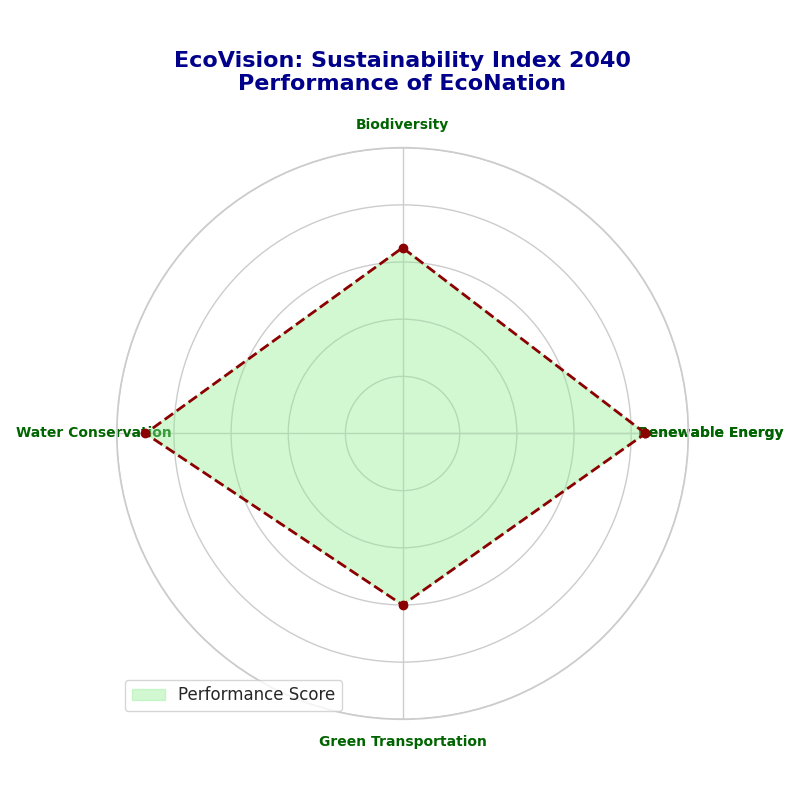 EcoVision: Sustainability Index 2040
Performance of EcoNation
Biodiversity
Water Conservation
Renewable Energy
Performance Score
Green Transportation